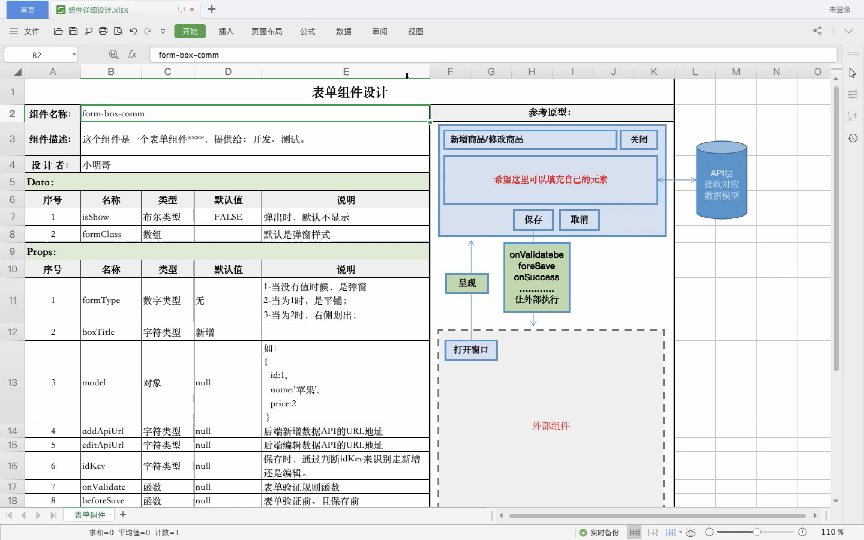 首页 组件详细设计.xlsx + 未登录
文件 开始 插入 页面布局 公式 数据 审阅 视图
B2 fx form-box-comm
A B C D E F G H I J K L M N O
1 表单组件设计
2 组件名称: form-box-comm 参考原型:
3 组件描述: 这个组件是一个表单组件****，提供给：开发、测试。
4 设计者: 小明哥
5 Data:
6 序号 名称 类型 默认值 说明
7 1 isShow 布尔类型 FALSE 弹出时，默认不显示
8 2 formClass 数组 默认是弹窗样式
9 Props:
10 序号 名称 类型 默认值 说明
11 1 formType 数字类型 无
1-当没有值时候，是弹窗
2-当为1时，是平铺；
3-当为2时，右侧划出；
12 2 boxTitle 字符类型 新增
13 3 model 对象 null
如:
{
id:1,
name:'苹果',
price:2
}
14 4 addApiUrl 字符类型 null 后端新增数据API的URL地址
15 5 editApiUrl 字符类型 null 后端编辑数据API的URL地址
16 6 idKey 字符类型 null
保存时，通过判断idKey来识别走新增
还是编辑。
17 7 onValidate 函数 null 表单验证规则函数
18 8 beforeSave 函数 null 表单验证前、且保存前
新增商品/修改商品 关闭
希望这里可以填充自己的元素
保存 取消
API层
接收对应
数据模型
呈现
onValidatebe
foreSave
onSuccess
…………
让外部执行
打开窗口
外部组件
表单组件 +
求和=0 平均值=0 计数=1 实时备份 110 %